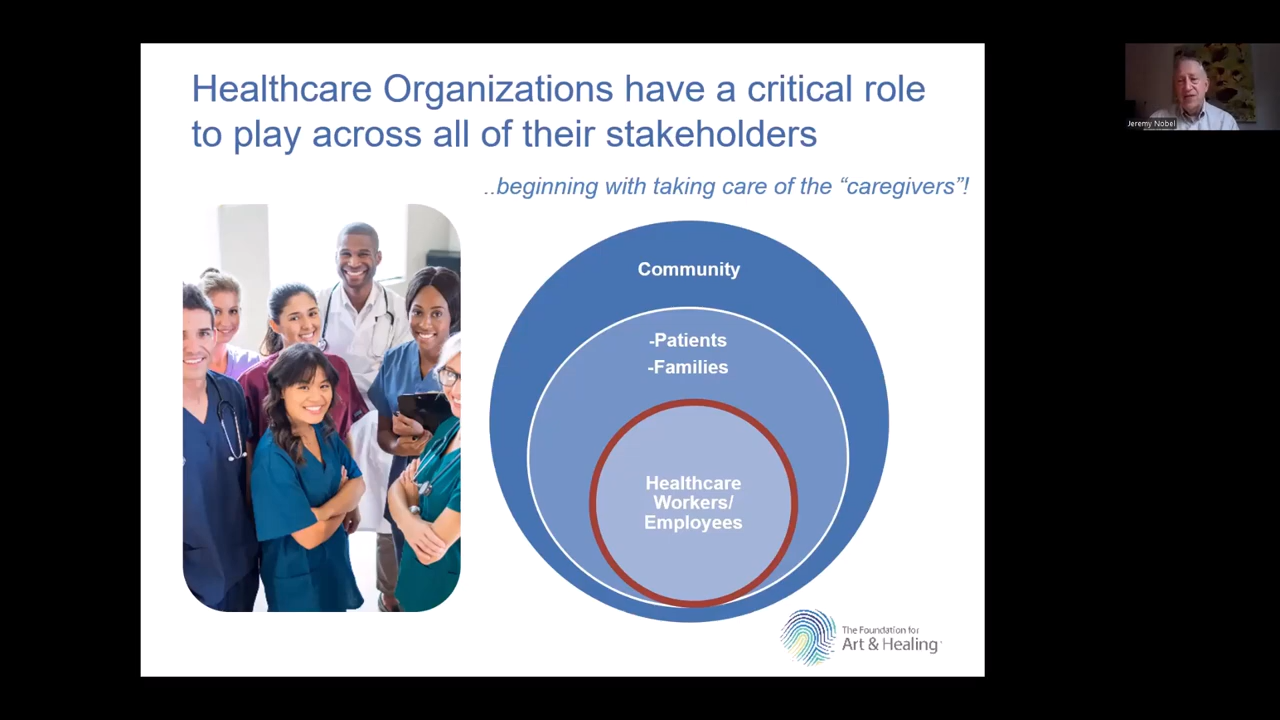 Healthcare Organizations have a critical role
to play across all of their stakeholders
..beginning with taking care of the “caregivers”!
Community
-Patients
-Families
Healthcare
Workers/
Employees
The Foundation for
Art & Healing
Jeremy Nobel